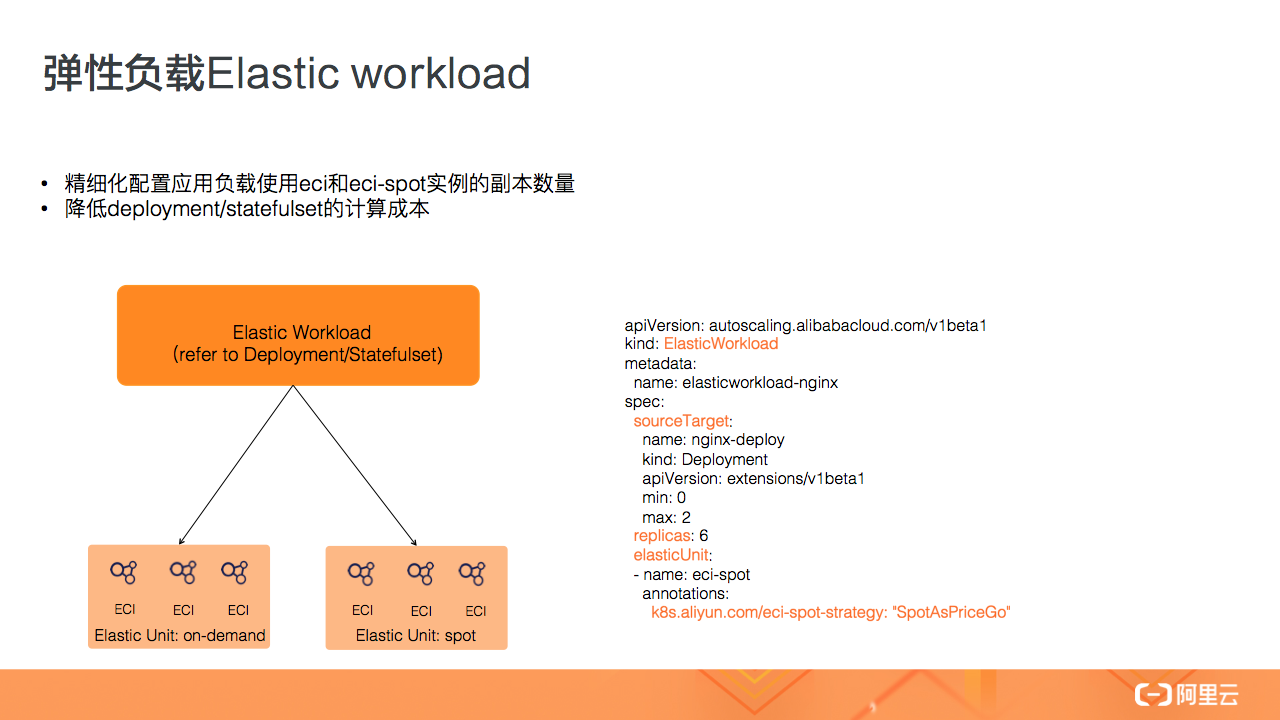 弹性负载Elastic workload
• 精细化配置应用负载使用eci和eci-spot实例的副本数量
• 降低deployment/statefulset的计算成本
Elastic Workload
（refer to Deployment/Statefulset)
ECI ECI ECI
Elastic Unit: on-demand
ECI ECI ECI
Elastic Unit: spot
apiVersion: autoscaling.alibabacloud.com/v1beta1
kind: ElasticWorkload
metadata:
  name: elasticworkload-nginx
spec:
  sourceTarget:
    name: nginx-deploy
    kind: Deployment
    apiVersion: extensions/v1beta1
    min: 0
    max: 2
  replicas: 6
  elasticUnit:
  - name: eci-spot
    annotations:
      k8s.aliyun.com/eci-spot-strategy: "SpotAsPriceGo"
阿里云